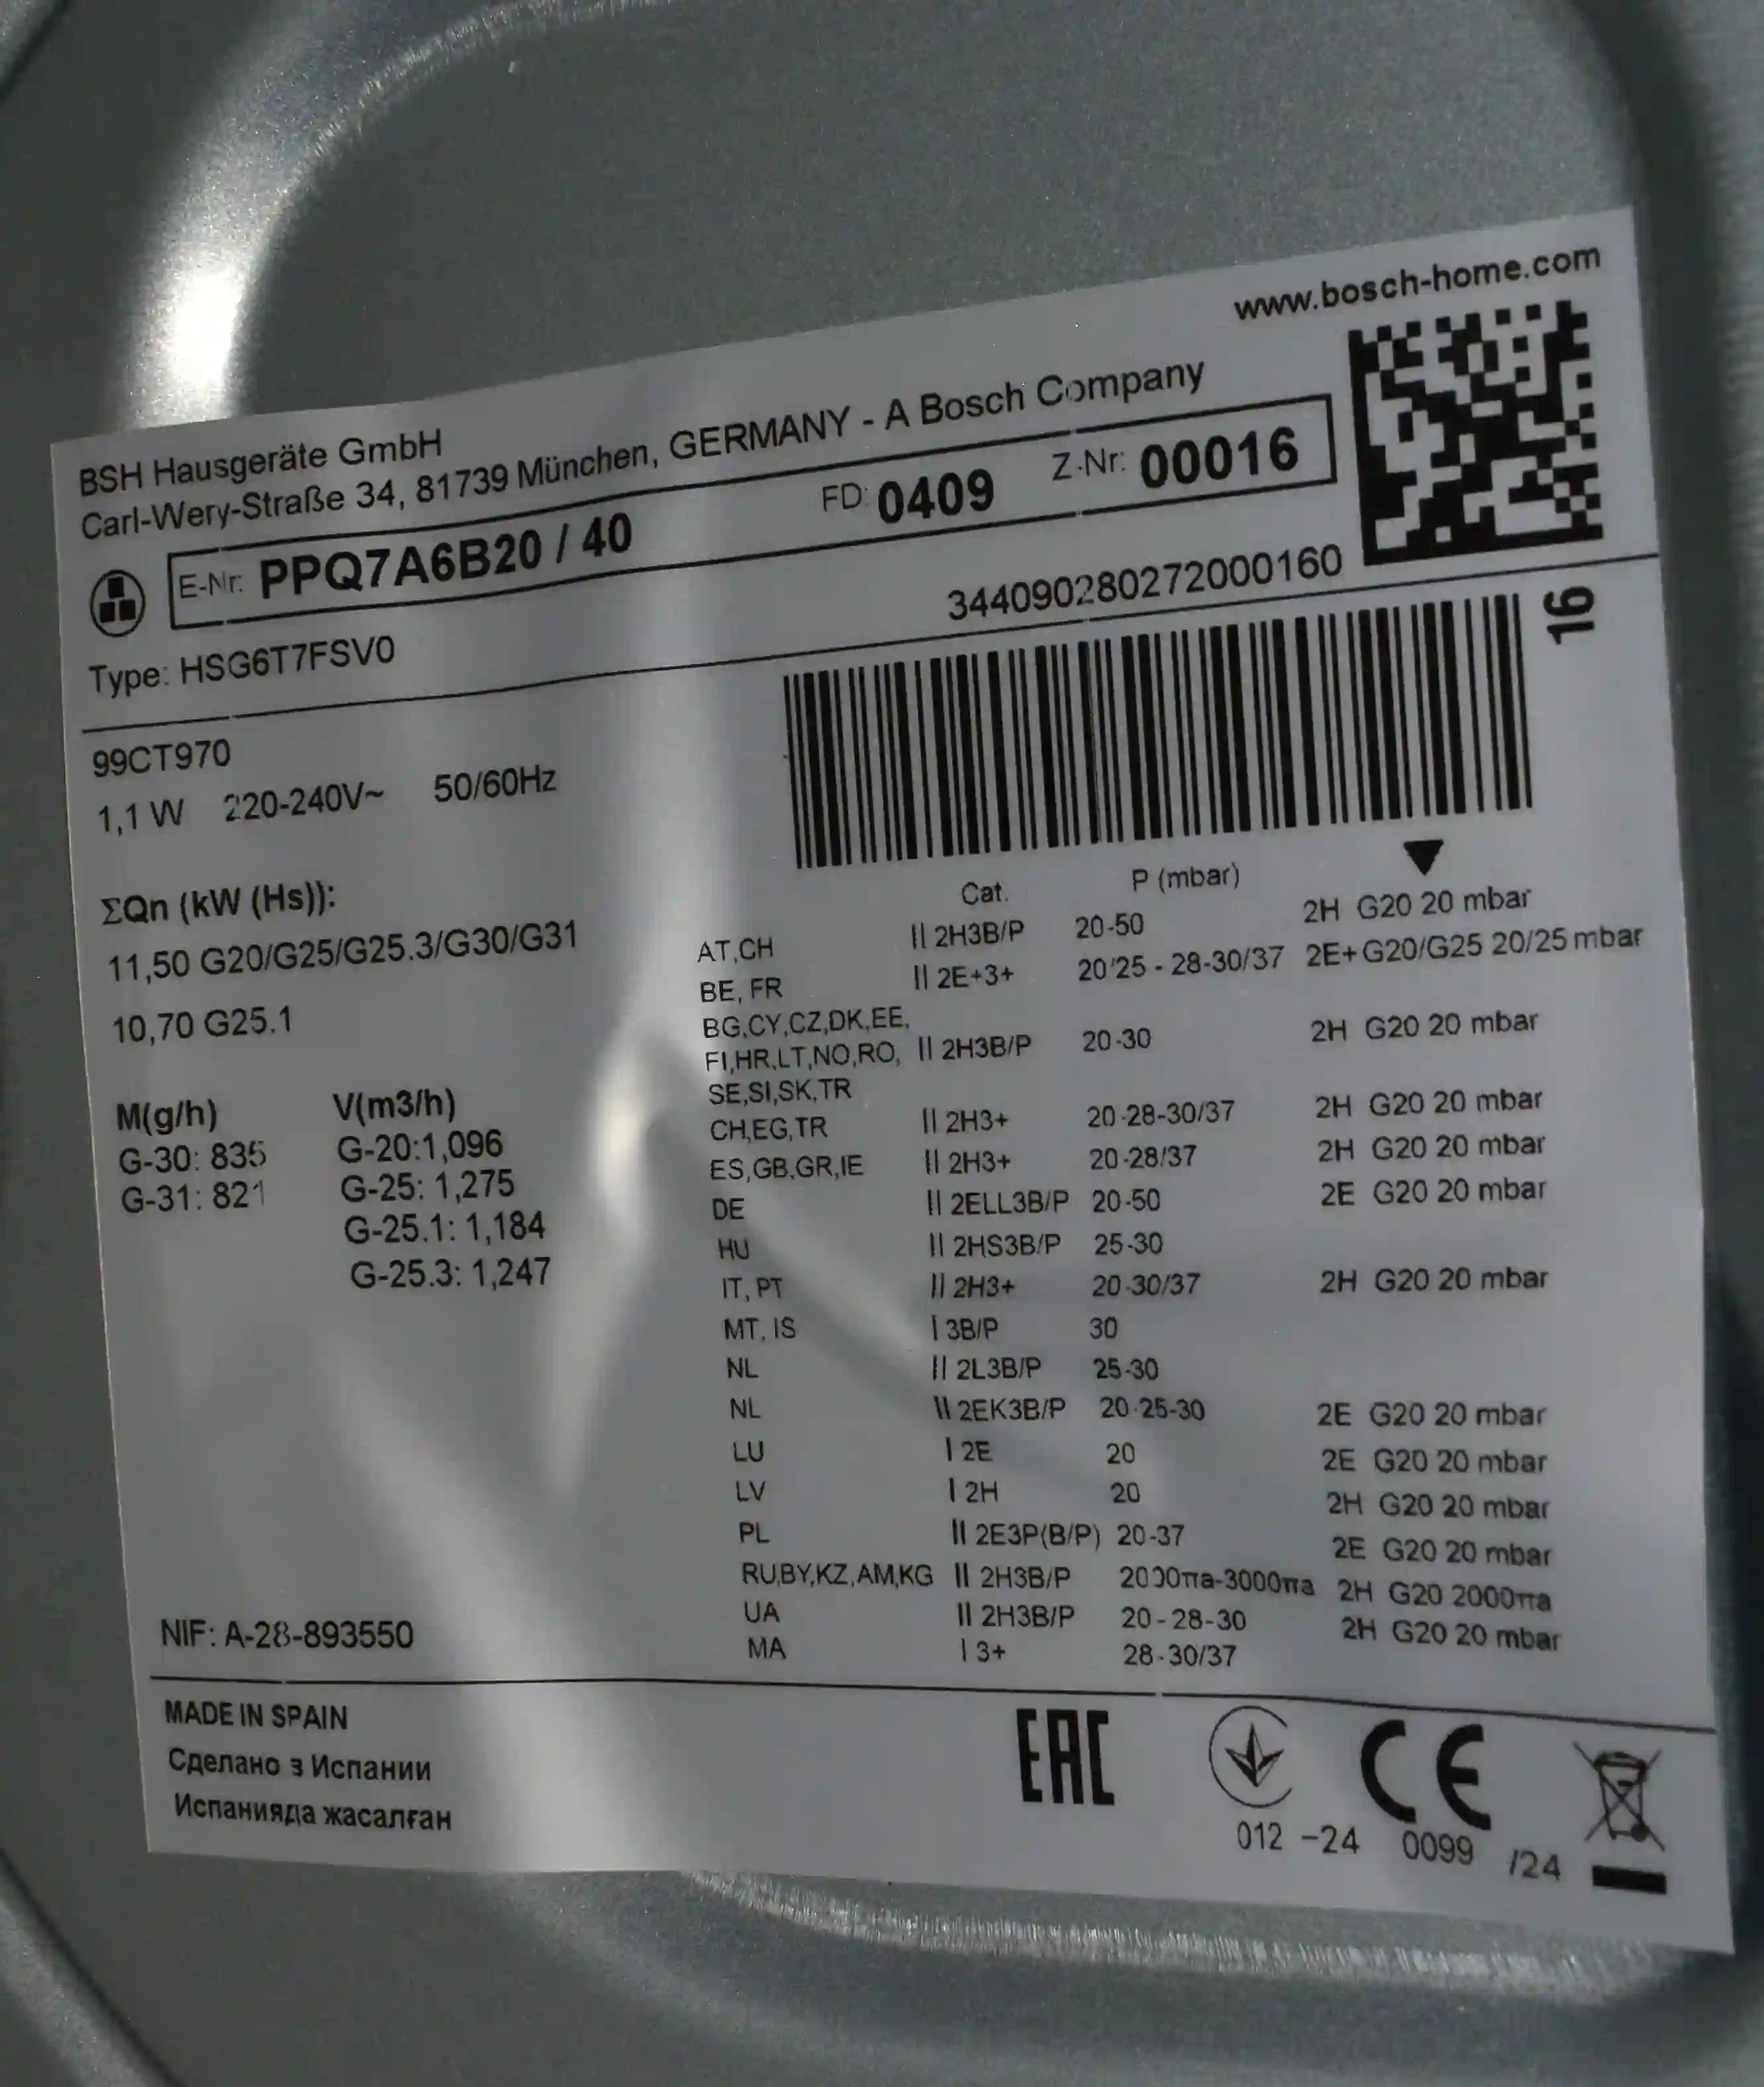 www.bosch-home.com
BSH Hausgeräte GmbH
Carl-Wery-Straße 34, 81739 München, GERMANY - A Bosch Company
E-Nr: PPQ7A6B20 / 40 FD: 0409 Z-Nr: 00016
Type: HSG6T7FSV0
344090280272000160
16
99CT970
1,1 W 220-240V~ 50/60Hz
ΣQn (kW (Hs)):
11,50 G20/G25/G25.3/G30/G31
10,70 G25.1
M(g/h) V(m3/h)
G-30: 835 G-20:1,096
G-31: 821 G-25: 1,275
G-25.1: 1,184
G-25.3: 1,247
Cat. P (mbar)
AT,CH II 2H3B/P 20-50 2H G20 20 mbar
BE, FR II 2E+3+ 20/25 - 28-30/37 2E+ G20/G25 20/25 mbar
BG,CY,CZ,DK,EE,
FI,HR,LT,NO,RO, II 2H3B/P 20-30 2H G20 20 mbar
SE,SI,SK,TR
CH,EG,TR II 2H3+ 20-28-30/37 2H G20 20 mbar
ES,GB,GR,IE II 2H3+ 20-28/37 2H G20 20 mbar
DE II 2ELL3B/P 20-50 2E G20 20 mbar
HU II 2HS3B/P 25-30
IT, PT II 2H3+ 20-30/37 2H G20 20 mbar
MT, IS I 3B/P 30
NL II 2L3B/P 25-30
NL II 2EK3B/P 20-25-30 2E G20 20 mbar
LU I 2E 20 2E G20 20 mbar
LV I 2H 20 2H G20 20 mbar
PL II 2E3P(B/P) 20-37 2E G20 20 mbar
RU,BY,KZ,AM,KG II 2H3B/P 2000πa-3000πa 2H G20 2000πa
UA II 2H3B/P 20 - 28 - 30 2H G20 20 mbar
MA I 3+ 28-30/37
NIF: A-28-893550
MADE IN SPAIN
Сделано в Испании
Испанияда жасалған
EAC CE
012 -24 0099 /24